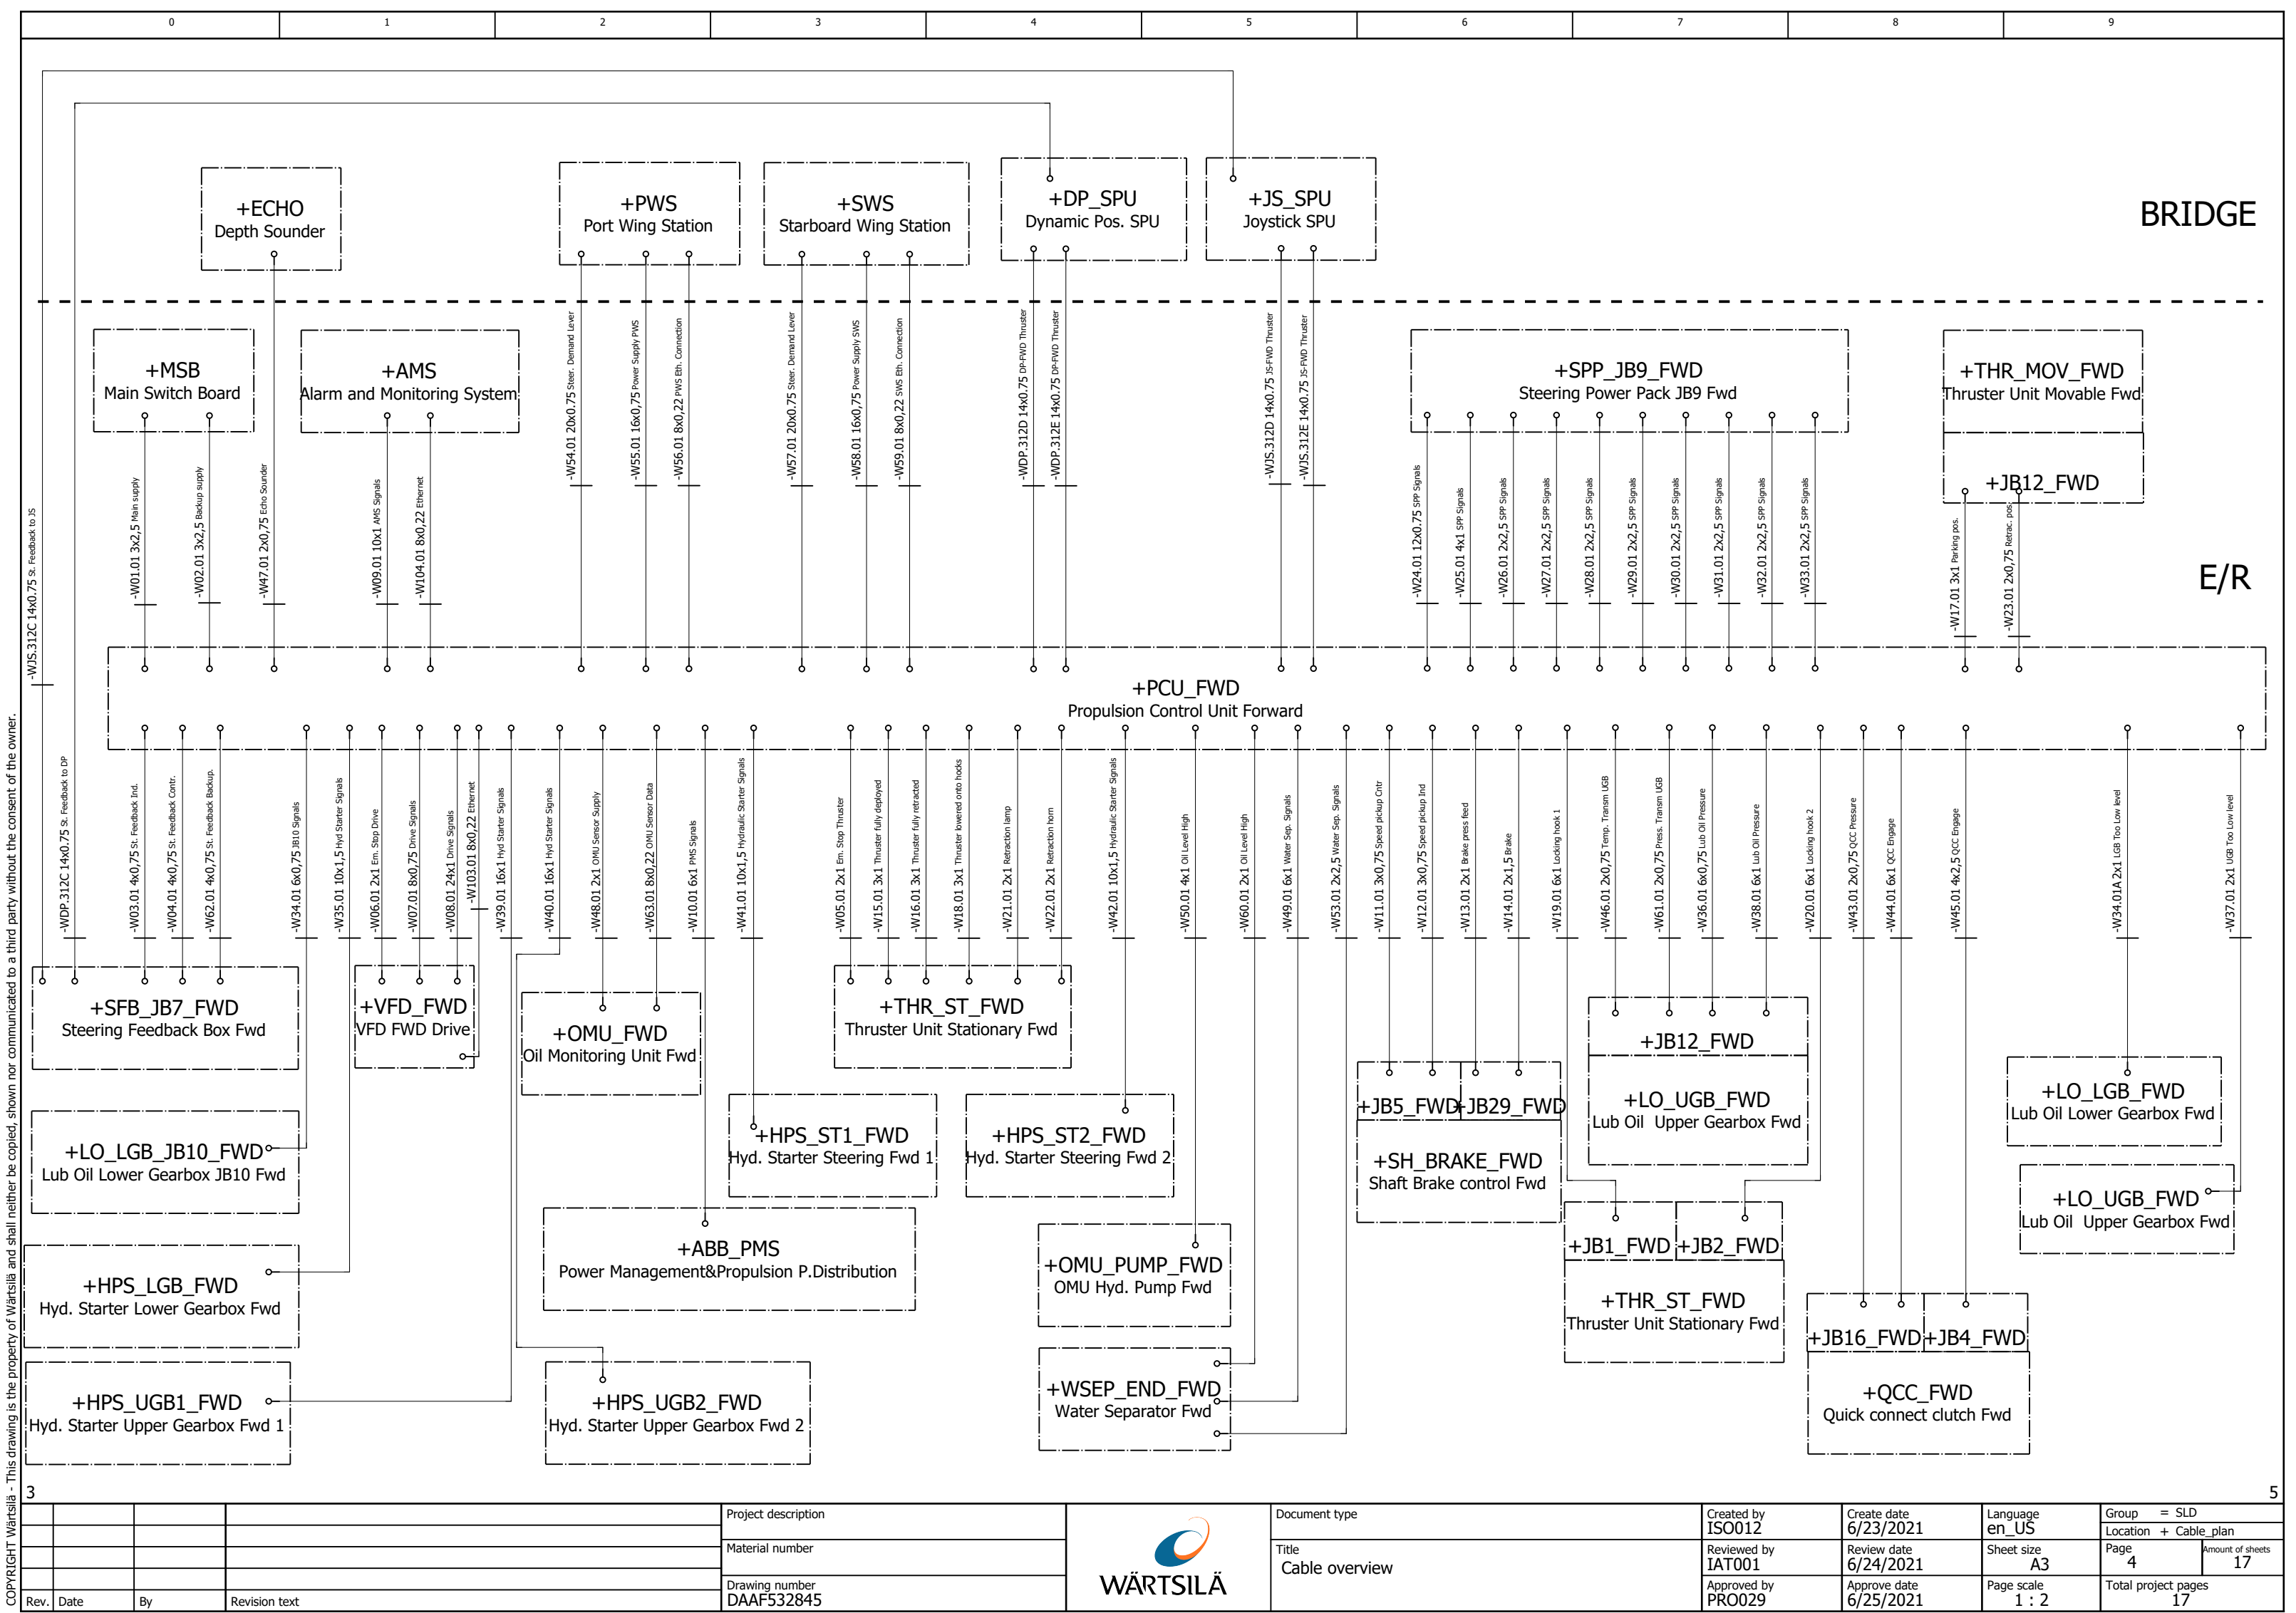 0 1 2 3 4 5 6 7 8 9
+ECHO
Depth Sounder
+PWS
Port Wing Station
+SWS
Starboard Wing Station
+DP_SPU
Dynamic Pos. SPU
+JS_SPU
Joystick SPU
BRIDGE
+MSB
Main Switch Board
+AMS
Alarm and Monitoring System
+SPP_JB9_FWD
Steering Power Pack JB9 Fwd
+THR_MOV_FWD
Thruster Unit Movable Fwd
+JB12_FWD
E/R
-WJS.312C 14x0.75 St. Feedback to JS
-W01.01 3x2,5 Main supply
-W02.01 3x2,5 Backup supply
-W47.01 2x0,75 Echo Sounder
-W09.01 10x1 AMS Signals
-W104.01 8x0,22 Ethernet
-W54.01 20x0.75 Steer. Demand Lever
-W55.01 16x0,75 Power Supply PWS
-W56.01 8x0,22 PWS Eth. Connection
-W57.01 20x0.75 Steer. Demand Lever
-W58.01 16x0,75 Power Supply SWS
-W59.01 8x0,22 SWS Eth. Connection
-WDP.312D 14x0.75 DP-FWD Thruster
-WDP.312E 14x0.75 DP-FWD Thruster
-WJS.312D 14x0.75 JS-FWD Thruster
-WJS.312E 14x0.75 JS-FWD Thruster
-W24.01 12x0.75 SPP Signals
-W25.01 4x1 SPP Signals
-W26.01 2x2,5 SPP Signals
-W27.01 2x2,5 SPP Signals
-W28.01 2x2,5 SPP Signals
-W29.01 2x2,5 SPP Signals
-W30.01 2x2,5 SPP Signals
-W31.01 2x2,5 SPP Signals
-W32.01 2x2,5 SPP Signals
-W33.01 2x2,5 SPP Signals
-W17.01 3x1 Parking pos.
-W23.01 2x0,75 Retrac. pos.
+PCU_FWD
Propulsion Control Unit Forward
-WDP.312C 14x0.75 St. Feedback to DP
-W03.01 4x0,75 St. Feedback Ind.
-W04.01 4x0,75 St. Feedback Contr.
-W62.01 4x0,75 St. Feedback Backup.
-W34.01 6x0,75 JB10 Signals
-W35.01 10x1,5 Hyd Starter Signals
-W06.01 2x1 Em. Stop Drive
-W07.01 8x0,75 Drive Signals
-W08.01 24x1 Drive Signals
-W103.01 8x0,22 Ethernet
-W39.01 16x1 Hyd Starter Signals
-W40.01 16x1 Hyd Starter Signals
-W48.01 2x1 OMU Sensor Supply
-W63.01 8x0,22 OMU Sensor Data
-W10.01 6x1 PMS Signals
-W41.01 10x1,5 Hydraulic Starter Signals
-W05.01 2x1 Em. Stop Thruster
-W15.01 3x1 Thruster fully deployed
-W16.01 3x1 Thruster fully retracted
-W18.01 3x1 Thruster lowered onto hocks
-W21.01 2x1 Retraction lamp
-W22.01 2x1 Retraction horn
-W42.01 10x1,5 Hydraulic Starter Signals
-W50.01 4x1 Oil Level High
-W60.01 2x1 Oil Level High
-W49.01 6x1 Water Sep. Signals
-W53.01 2x2,5 Water Sep. Signals
-W11.01 3x0,75 Speed pickup Cntr
-W12.01 3x0,75 Speed pickup Ind
-W13.01 2x1 Brake press feed
-W14.01 2x1,5 Brake
-W19.01 6x1 Locking hook 1
-W46.01 2x0,75 Temp. Transm UGB
-W61.01 2x0,75 Press. Transm UGB
-W36.01 6x0,75 Lub Oil Pressure
-W38.01 6x1 Lub Oil Pressure
-W20.01 6x1 Locking hook 2
-W43.01 2x0,75 QCC Pressure
-W44.01 6x1 QCC Engage
-W45.01 4x2,5 QCC Engage
-W34.01A 2x1 LGB Too Low level
-W37.01 2x1 UGB Too Low level
+SFB_JB7_FWD
Steering Feedback Box Fwd
+VFD_FWD
VFD FWD Drive
+OMU_FWD
Oil Monitoring Unit Fwd
+THR_ST_FWD
Thruster Unit Stationary Fwd
+JB12_FWD
+LO_UGB_FWD
Lub Oil Upper Gearbox Fwd
+JB5_FWD
+JB29_FWD
+SH_BRAKE_FWD
Shaft Brake control Fwd
+LO_LGB_FWD
Lub Oil Lower Gearbox Fwd
+LO_LGB_JB10_FWD
Lub Oil Lower Gearbox JB10 Fwd
+HPS_ST1_FWD
Hyd. Starter Steering Fwd 1
+HPS_ST2_FWD
Hyd. Starter Steering Fwd 2
+LO_UGB_FWD
Lub Oil Upper Gearbox Fwd
+ABB_PMS
Power Management&Propulsion P.Distribution
+JB1_FWD
+JB2_FWD
+THR_ST_FWD
Thruster Unit Stationary Fwd
+HPS_LGB_FWD
Hyd. Starter Lower Gearbox Fwd
+OMU_PUMP_FWD
OMU Hyd. Pump Fwd
+JB16_FWD
+JB4_FWD
+QCC_FWD
Quick connect clutch Fwd
+HPS_UGB1_FWD
Hyd. Starter Upper Gearbox Fwd 1
+HPS_UGB2_FWD
Hyd. Starter Upper Gearbox Fwd 2
+WSEP_END_FWD
Water Separator Fwd
COPYRIGHT Wärtsilä - This drawing is the property of Wärtsilä and shall neither be copied, shown nor communicated to a third party without the consent of the owner.
3
5
Rev. Date By Revision text
Project description
Material number
Drawing number
DAAF532845
WÄRTSILÄ
Document type
Title
Cable overview
Created by
ISO012
Reviewed by
IAT001
Approved by
PRO029
Create date
6/23/2021
Review date
6/24/2021
Approve date
6/25/2021
Language
en_US
Sheet size
A3
Page scale
1 : 2
Group = SLD
Location + Cable_plan
Page
4
Amount of sheets
17
Total project pages
17